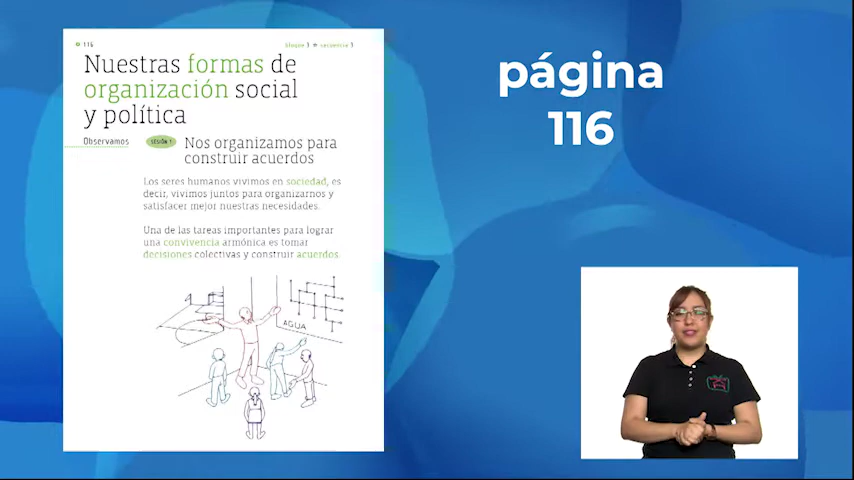 116
bloque 3 • secuencia 1
Nuestras formas de
organización social
y política
Observamos
SESIÓN 1
Nos organizamos para
construir acuerdos
Los seres humanos vivimos en sociedad, es
decir, vivimos juntos para organizarnos y
satisfacer mejor nuestras necesidades.
Una de las tareas importantes para lograr
una convivencia armónica es tomar
decisiones colectivas y construir acuerdos.
AGUA
página
116